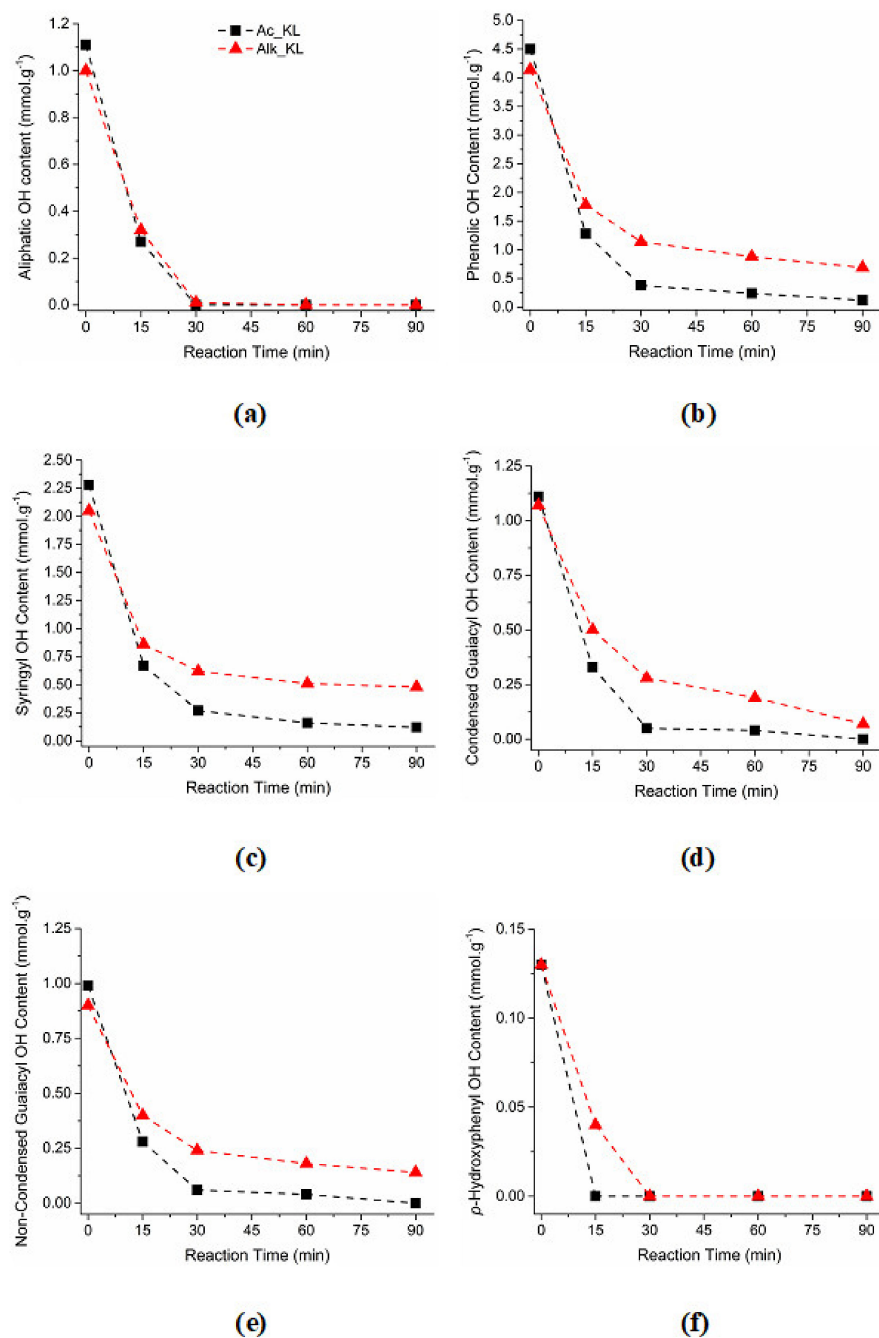 1.2
1.0
0.8
0.6
0.4
0.2
0.0
Aliphatic OH content (mmol.g-1)
Ac_KL
Alk_KL
0 15 30 45 60 75 90
Reaction Time (min)
(a)
5.0
4.5
4.0
3.5
3.0
2.5
2.0
1.5
1.0
0.5
0.0
Phenolic OH Content (mmol.g-1)
0 15 30 45 60 75 90
Reaction Time (min)
(b)
2.50
2.25
2.00
1.75
1.50
1.25
1.00
0.75
0.50
0.25
0.00
Syringyl OH Content (mmol.g-1)
0 15 30 45 60 75 90
Reaction Time (min)
(c)
1.25
1.00
0.75
0.50
0.25
0.00
Condensed Guaiacyl OH Content (mmol.g-1)
0 15 30 45 60 75 90
Reaction Time (min)
(d)
1.25
1.00
0.75
0.50
0.25
0.00
Non-Condensed Guaiacyl OH Content (mmol.g-1)
0 15 30 45 60 75 90
Reaction Time (min)
(e)
0.15
0.10
0.05
0.00
p-Hydroxyphenyl OH Content (mmol.g-1)
0 15 30 45 60 75 90
Reaction Time (min)
(f)